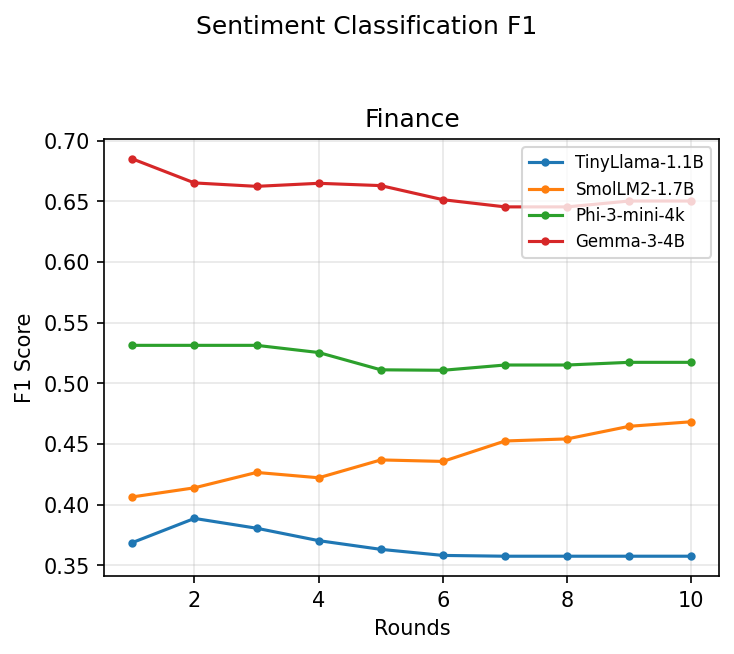 Sentiment Classification F1
Finance
0.70
0.65
0.60
0.55
0.50
0.45
0.40
0.35
F1 Score
TinyLlama-1.1B
SmolLM2-1.7B
Phi-3-mini-4k
Gemma-3-4B
2 4 6 8 10
Rounds